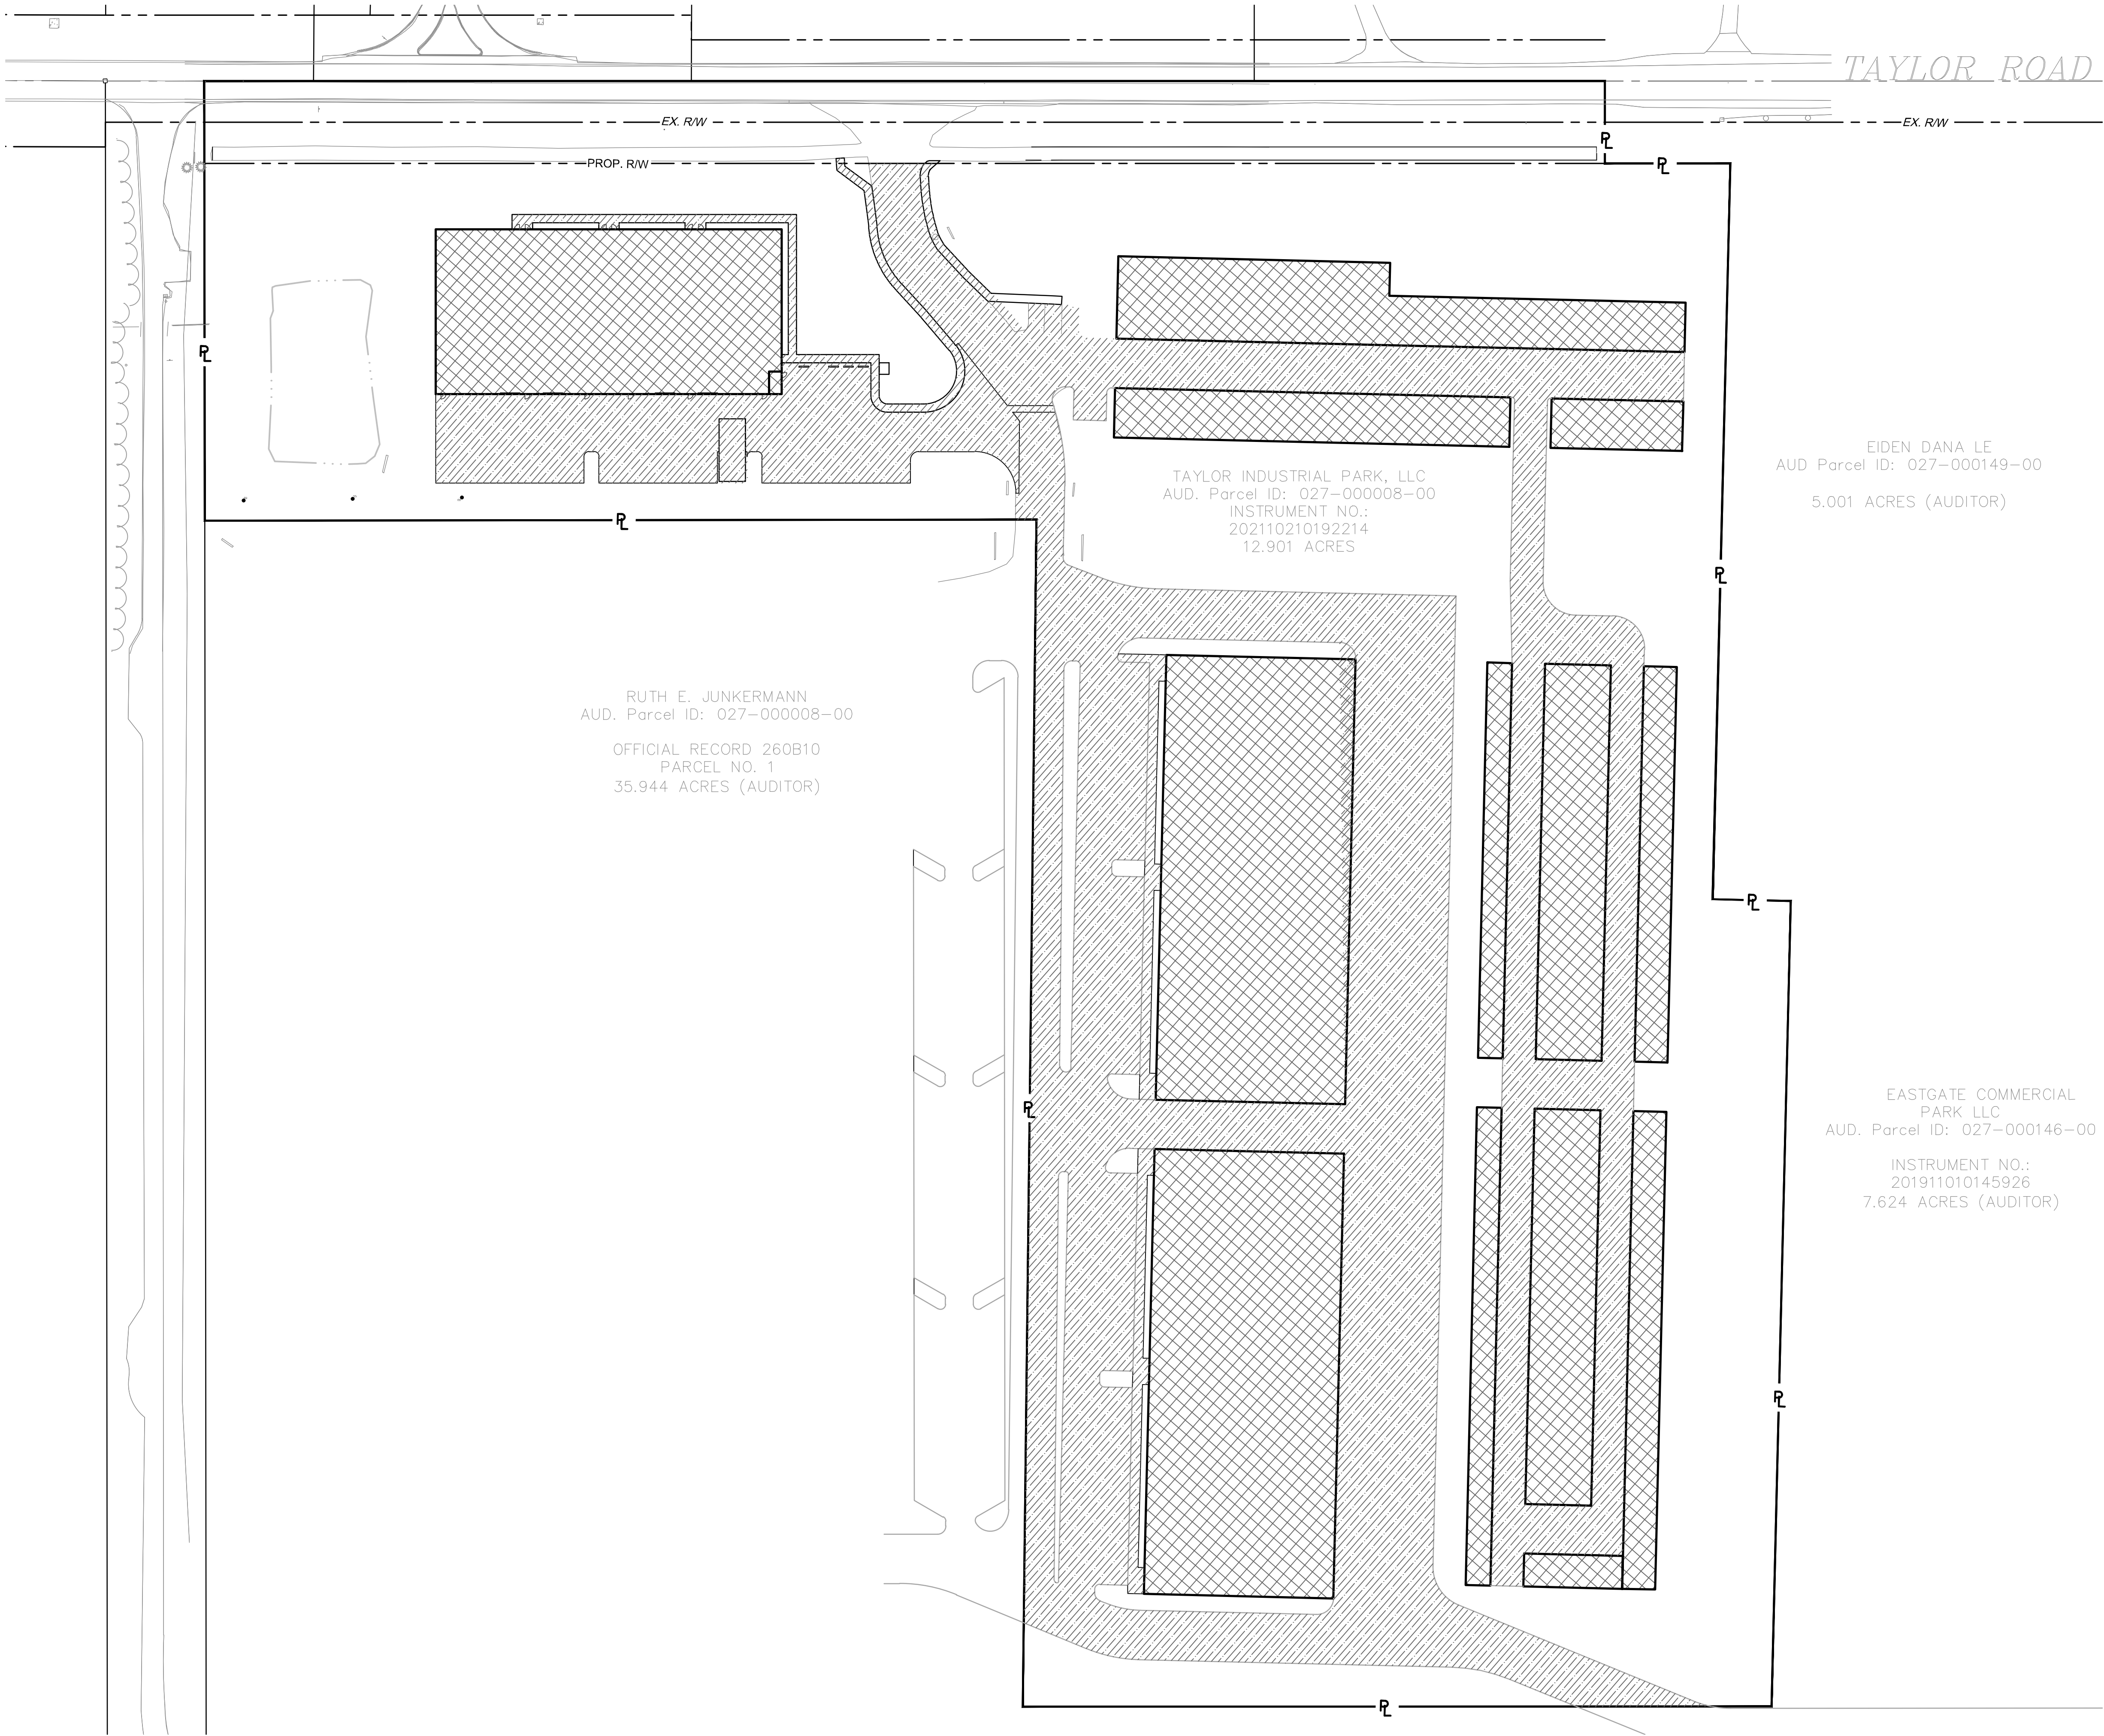 TAYLOR ROAD
EX. R/W
EX. R/W
PL
PROP. R/W
PL
PL
EIDEN DANA LE
AUD Parcel ID: 027-000149-00
5.001 ACRES (AUDITOR)
TAYLOR INDUSTRIAL PARK, LLC
AUD. Parcel ID: 027-000008-00
INSTRUMENT NO.:
202110210192214
12.901 ACRES
PL
PL
RUTH E. JUNKERMANN
AUD. Parcel ID: 027-000008-00
OFFICIAL RECORD 260B10
PARCEL NO. 1
35.944 ACRES (AUDITOR)
PL
PL
EASTGATE COMMERCIAL
PARK LLC
AUD. Parcel ID: 027-000146-00
INSTRUMENT NO.:
201911010145926
7.624 ACRES (AUDITOR)
PL
PL